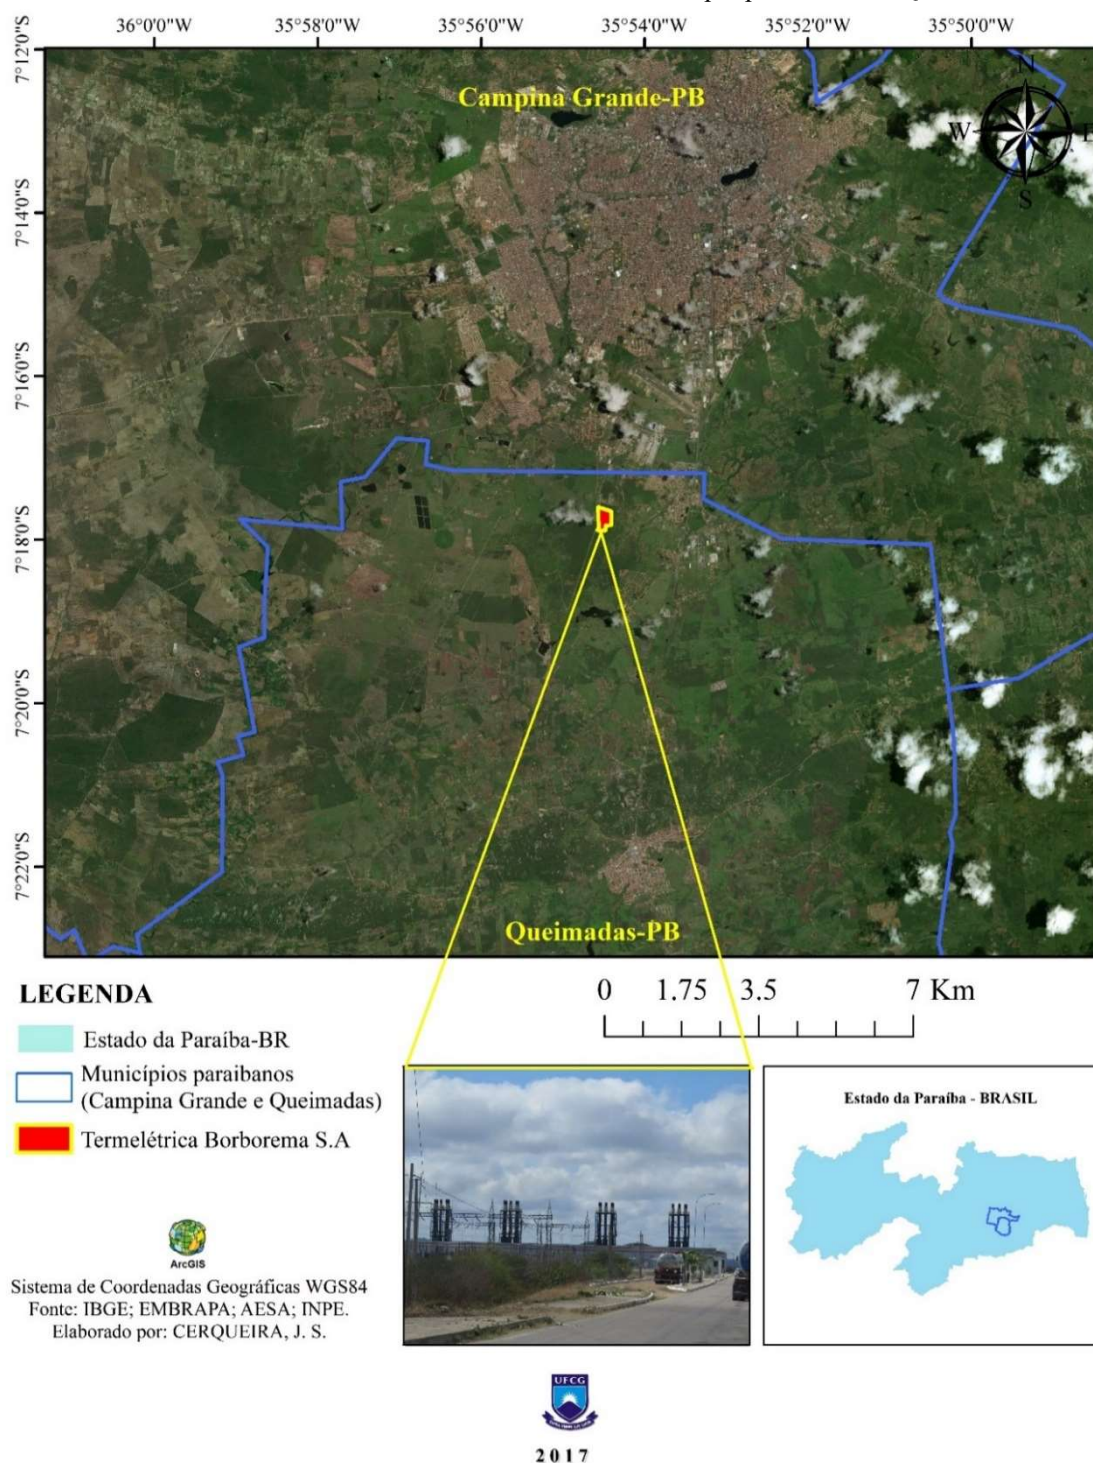 36°0'0"W 35°58'0"W 35°56'0"W 35°54'0"W 35°52'0"W 35°50'0"W
7°12'0"S
Campina Grande-PB
N
W
S
7°14'0"S
7°16'0"S
7°18'0"S
7°20'0"S
7°22'0"S
Queimadas-PB
LEGENDA
Estado da Paraíba-BR
Municípios paraibanos
(Campina Grande e Queimadas)
Termelétrica Borborema S.A
0 1.75 3.5 7 Km
Estado da Paraíba - BRASIL
ArcGIS
Sistema de Coordenadas Geográficas WGS84
Fonte: IBGE; EMBRAPA; AESA; INPE.
Elaborado por: CERQUEIRA, J. S.
UFCG
2017